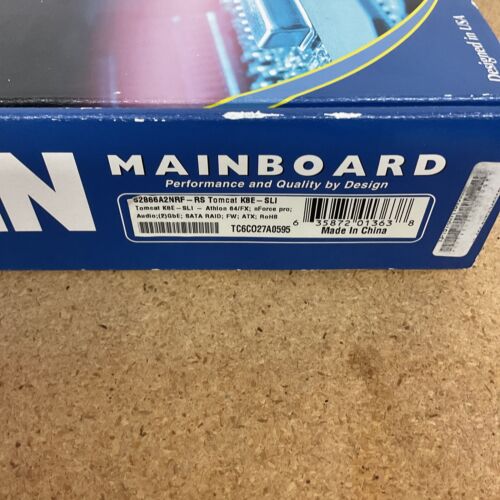 Designed in USA
AN
MAINBOARD
Performance and Quality by Design
S2866A2NRF-RS Tomcat K8E-SLI
Tomcat K8E-SLI - Athlon 64/FX; nForce pro;
Audio;(2)GbE; SATA RAID; FW; ATX; RoHS
6 35872 01363 8
TC6C027A0595 Made In China